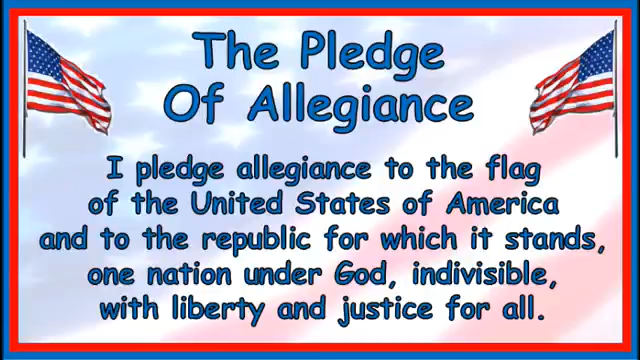 The Pledge
Of Allegiance
I pledge allegiance to the flag
of the United States of America
and to the republic for which it stands,
one nation under God, indivisible,
with liberty and justice for all.